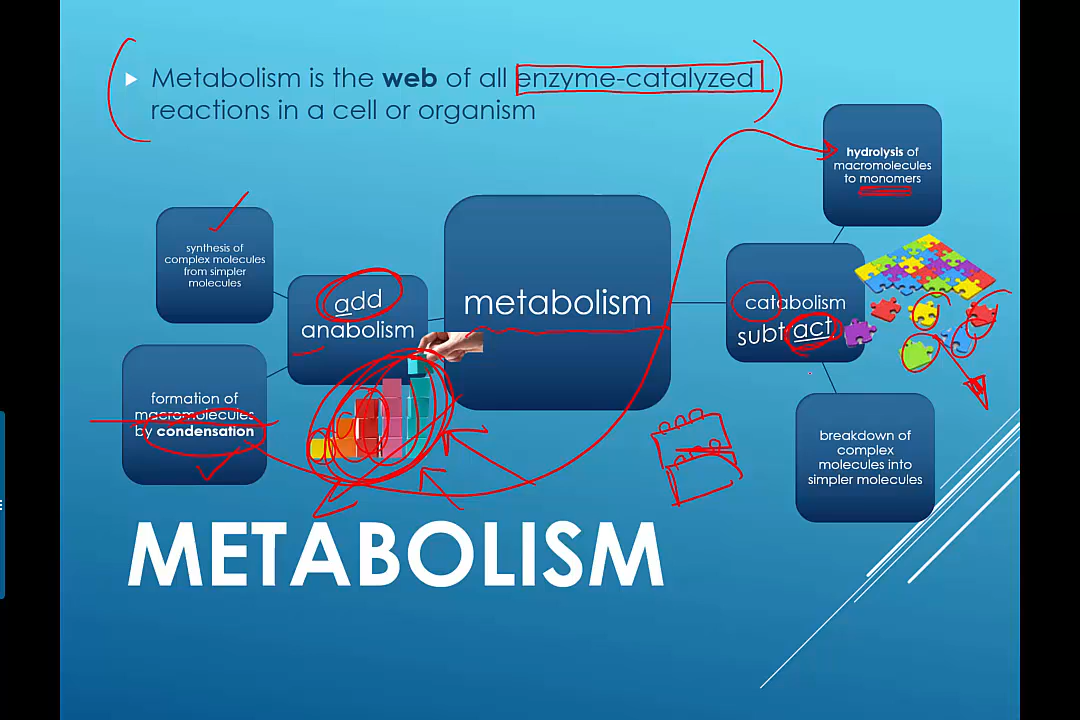 Metabolism is the web of all enzyme-catalyzed
reactions in a cell or organism
synthesis of
complex molecules
from simpler
molecules
add
anabolism
formation of
macromolecules
by condensation
metabolism
catabolism
subtract
hydrolysis of
macromolecules
to monomers
breakdown of
complex
molecules into
simpler molecules
METABOLISM